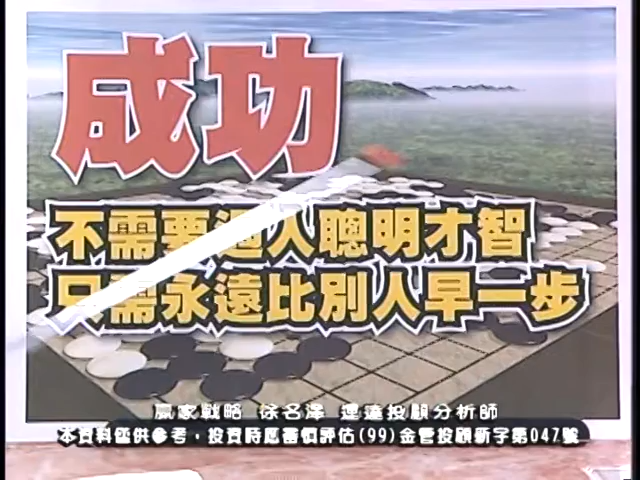 成功
不需要過人聰明才智
只需永遠比別人早一步
贏家戰略 徐名澤 運達投顧分析師
本資料僅供參考，投資時應審慎評估(99)金管投顧新字第047號